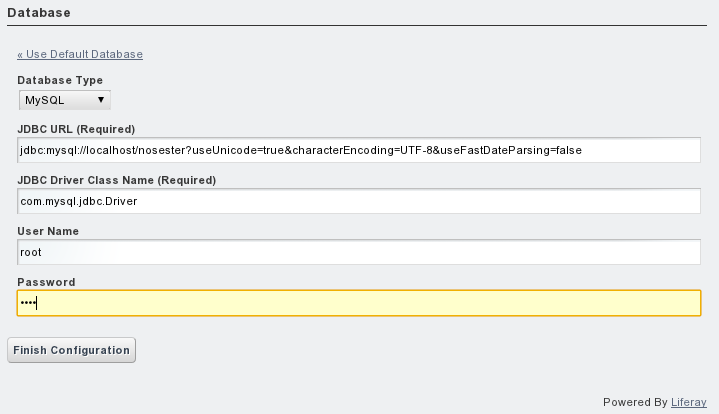 Database
« Use Default Database
Database Type
MySQL
JDBC URL (Required)
jdbc:mysql://localhost/nosester?useUnicode=true&characterEncoding=UTF-8&useFastDateParsing=false
JDBC Driver Class Name (Required)
com.mysql.jdbc.Driver
User Name
root
Password
••••
Finish Configuration
Powered By Liferay